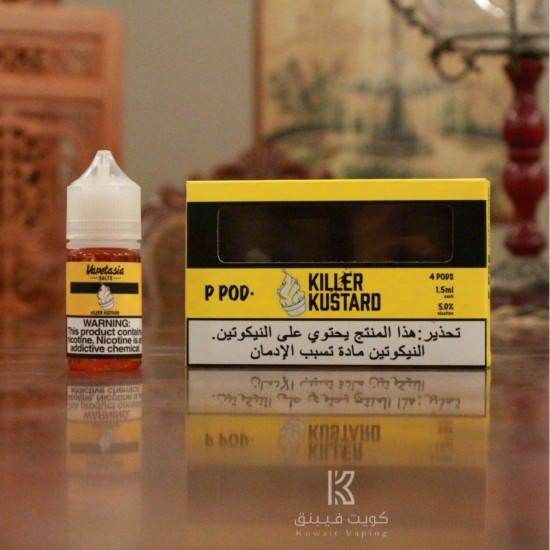 Vapetasia
SALTS
KILLER KUSTARD
WARNING:
This product contains
nicotine. Nicotine is an
addictive chemical.
P POD
KILLER
KUSTARD
4 PODS
1.5ml
each
5.0%
nicotine
تحذير: هذا المنتج يحتوي على النيكوتين.
النيكوتين مادة تسبب الإدمان
كويت فيبنق
Kuwait Vaping